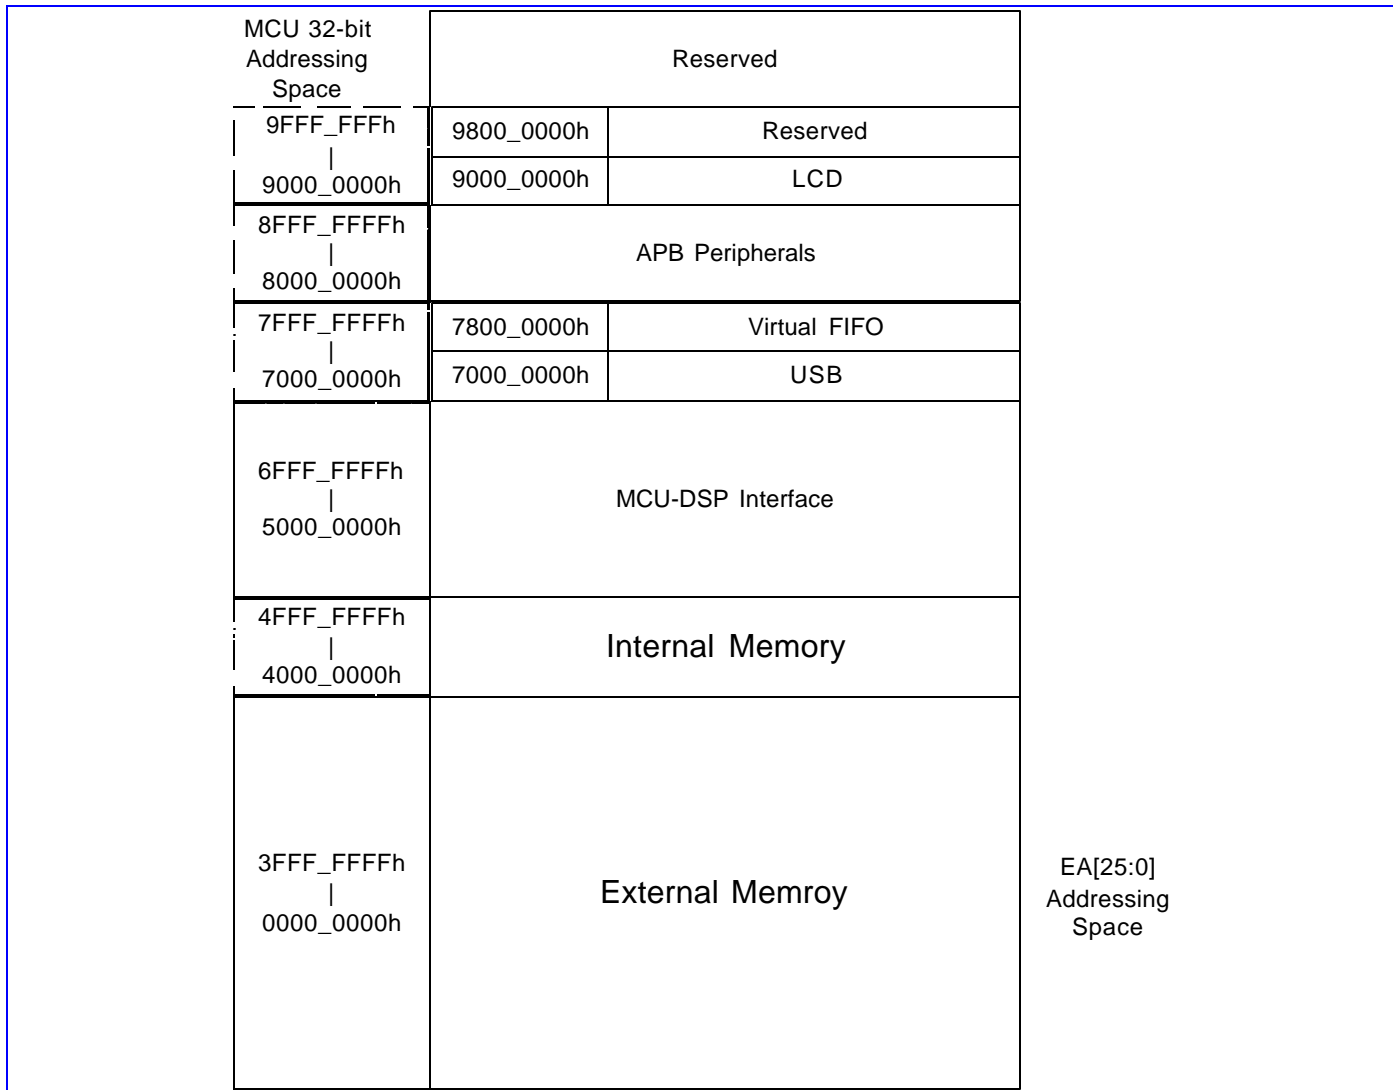 MCU 32-bit
Addressing
Space
Reserved
9FFF_FFFh
|
9000_0000h
9800_0000h Reserved
9000_0000h LCD
8FFF_FFFFh
|
8000_0000h
APB Peripherals
7FFF_FFFFh
|
7000_0000h
7800_0000h Virtual FIFO
7000_0000h USB
6FFF_FFFFh
|
5000_0000h
MCU-DSP Interface
4FFF_FFFFh
|
4000_0000h
Internal Memory
3FFF_FFFFh
|
0000_0000h
External Memroy
EA[25:0]
Addressing
Space